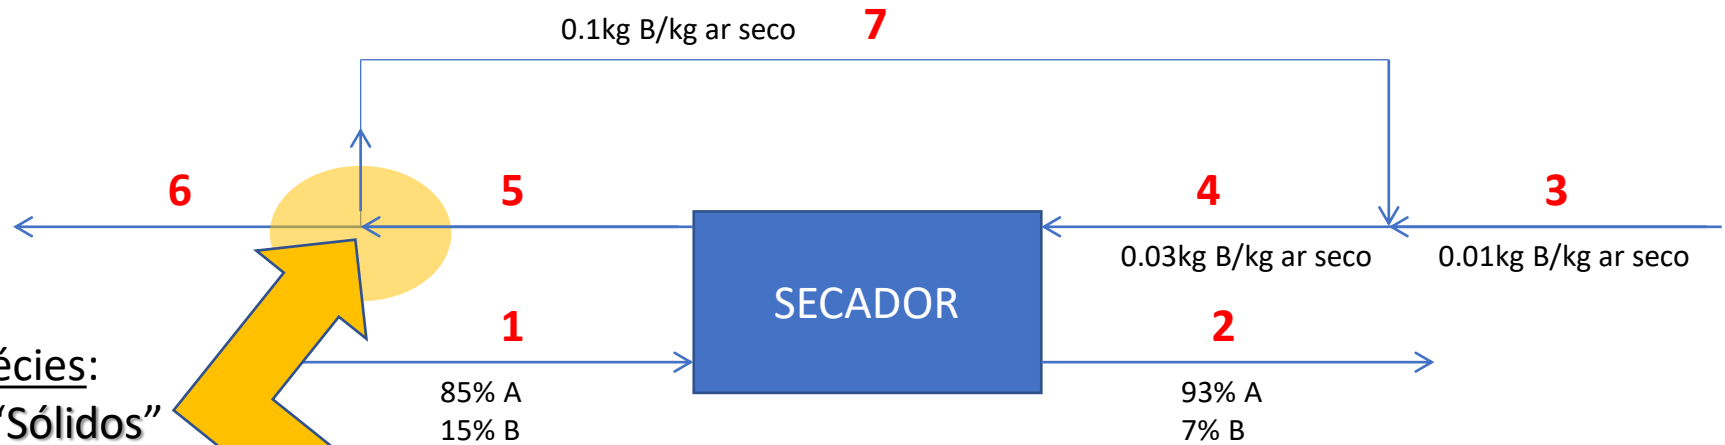 0.1kg B/kg ar seco 7
6 5 4 3
0.03kg B/kg ar seco 0.01kg B/kg ar seco
SECADOR
1 2
85% A 93% A
15% B 7% B
“Sólidos”